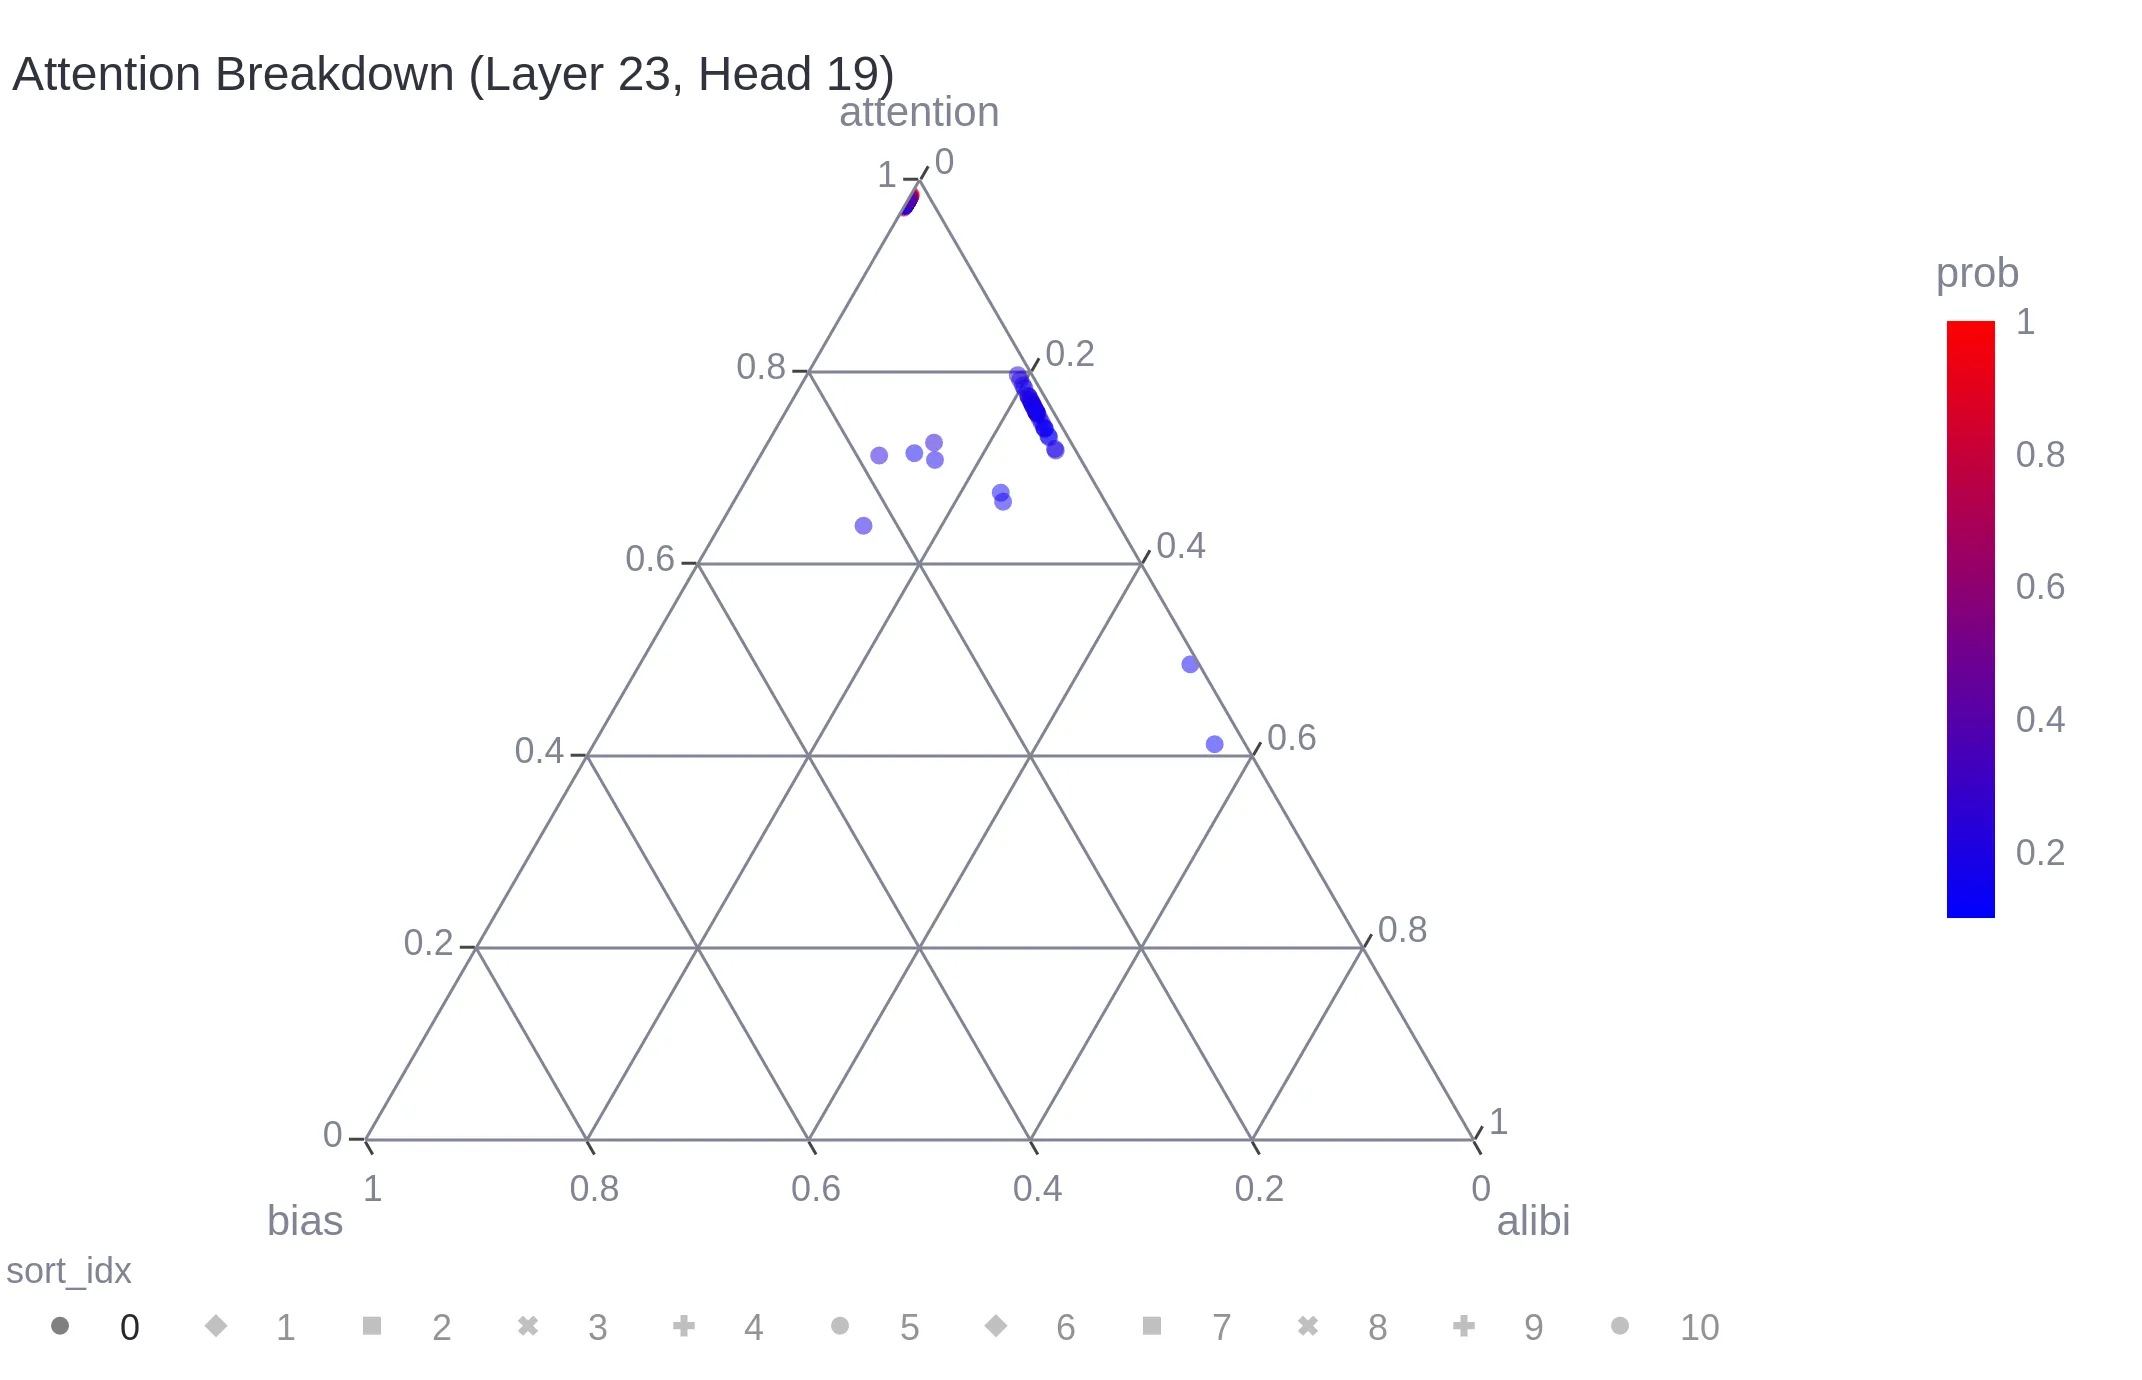 Attention Breakdown (Layer 23, Head 19)
attention
1 0
0.8 0.2
0.6 0.4
0.4 0.6
0.2 0.8
0 1
1 0.8 0.6 0.4 0.2 0
bias alibi
prob
1
0.8
0.6
0.4
0.2
sort_idx
0 1 2 3 4 5 6 7 8 9 10